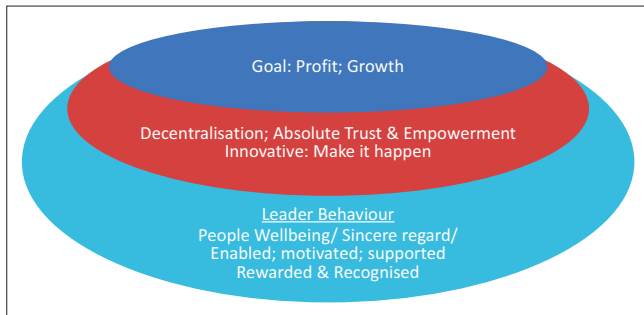 Goal: Profit; Growth
Decentralisation; Absolute Trust & Empowerment
Innovative: Make it happen
Leader Behaviour
People Wellbeing/ Sincere regard/
Enabled; motivated; supported
Rewarded & Recognised